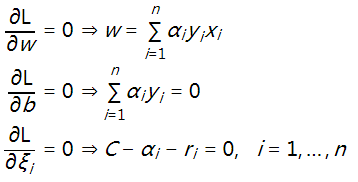 ∂L/∂w = 0 ⇒ w = ∑_{i=1}^{n} α_i y_i x_i
∂L/∂b = 0 ⇒ ∑_{i=1}^{n} α_i y_i = 0
∂L/∂ξ_i = 0 ⇒ C − α_i − r_i = 0, i = 1, ..., n